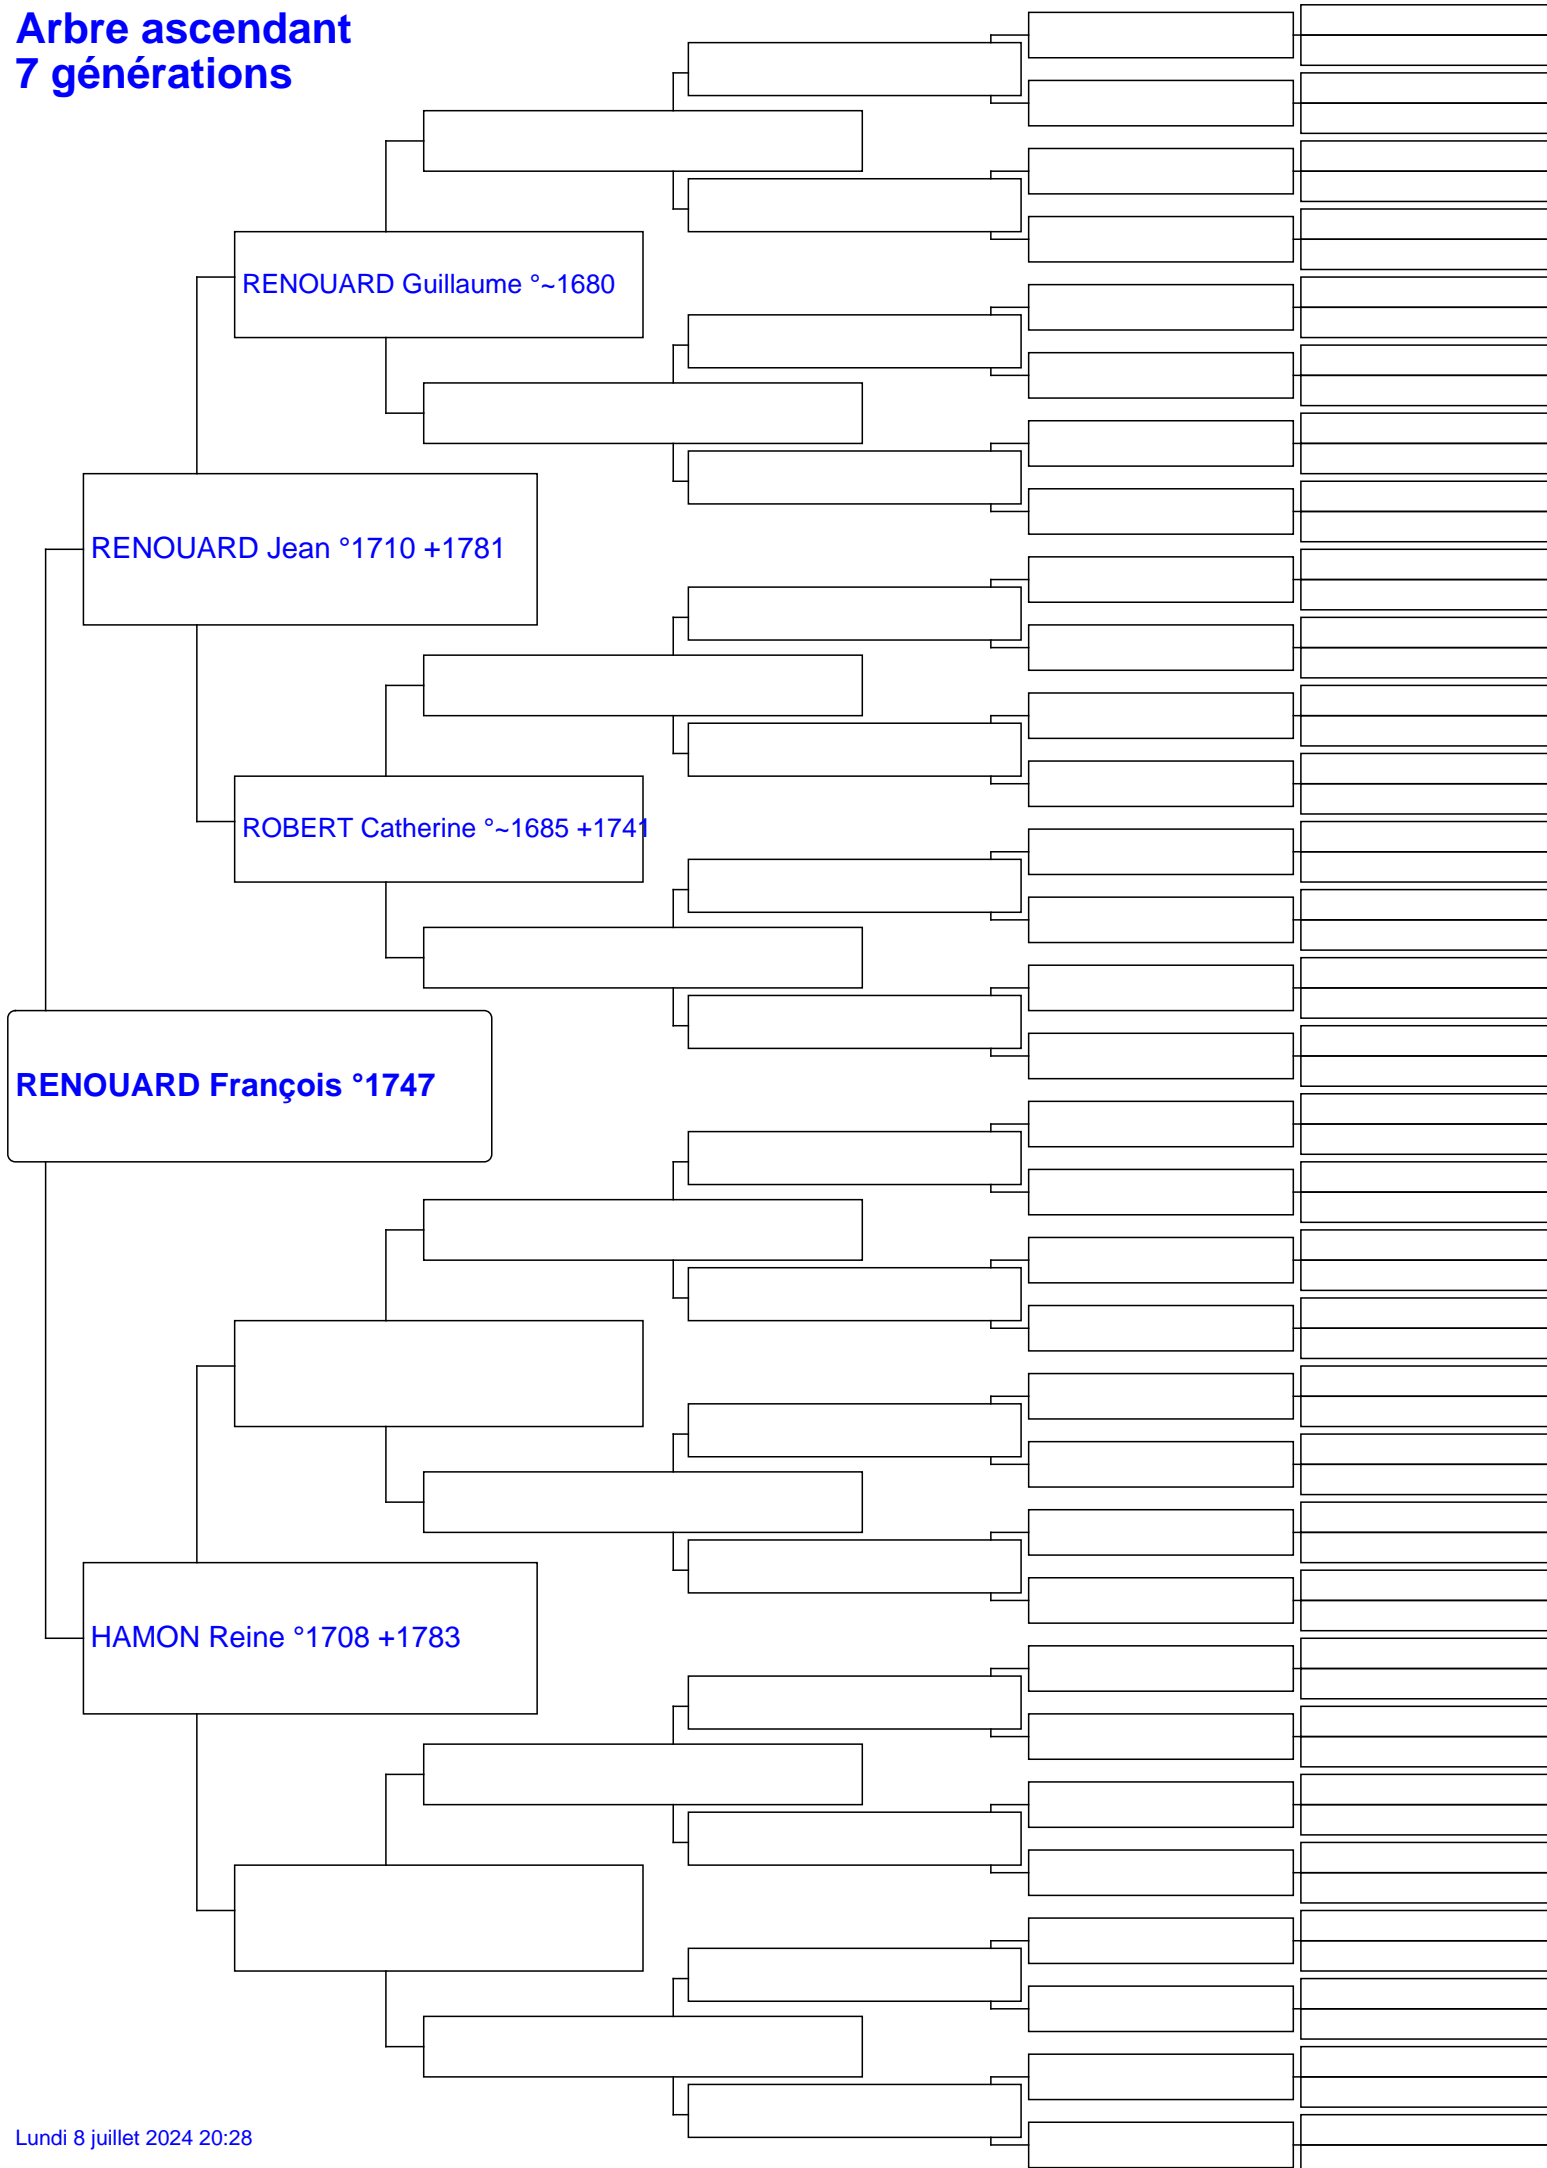 Arbre ascendant
7 générations
RENOUARD Guillaume °~1680
RENOUARD Jean °1710 +1781
ROBERT Catherine °~1685 +1741
RENOUARD François °1747
HAMON Reine °1708 +1783
Lundi 8 juillet 2024 20:28